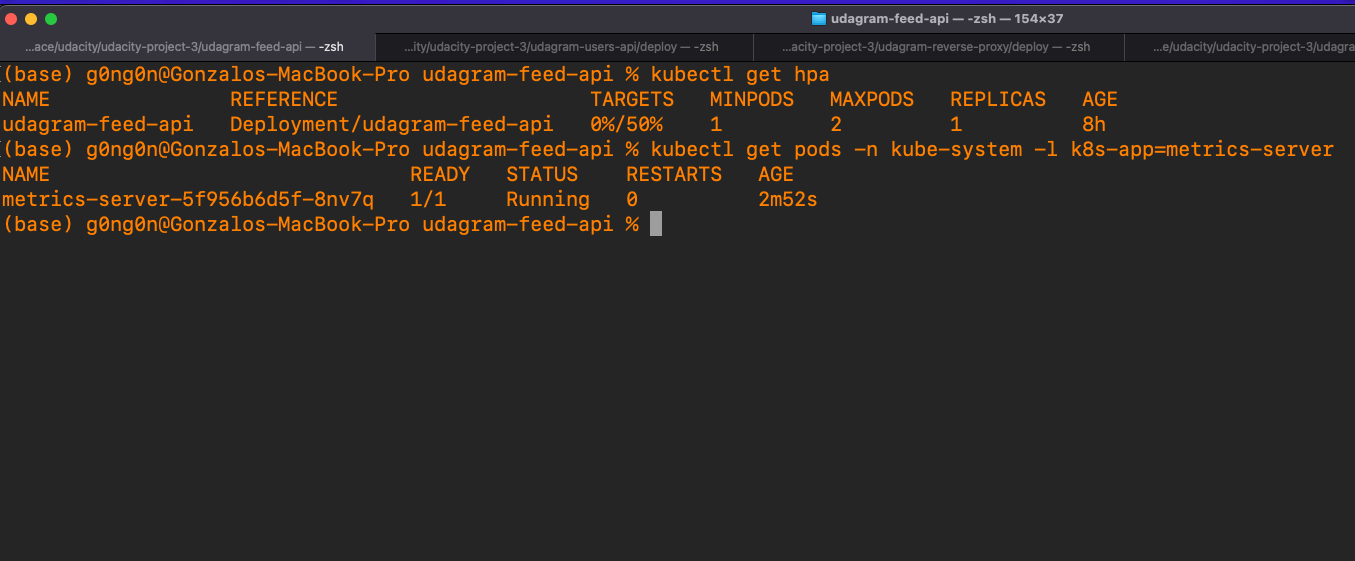 udagram-feed-api — -zsh — 154×37
...ace/udacity/udacity-project-3/udagram-feed-api — -zsh ...ity/udacity-project-3/udagram-users-api/deploy — -zsh ...acity-project-3/udagram-reverse-proxy/deploy — -zsh ...e/udacity/udacity-project-3/udagra
(base) g0ng0n@Gonzalos-MacBook-Pro udagram-feed-api % kubectl get hpa
NAME REFERENCE TARGETS MINPODS MAXPODS REPLICAS AGE
udagram-feed-api Deployment/udagram-feed-api 0%/50% 1 2 1 8h
(base) g0ng0n@Gonzalos-MacBook-Pro udagram-feed-api % kubectl get pods -n kube-system -l k8s-app=metrics-server
NAME READY STATUS RESTARTS AGE
metrics-server-5f956b6d5f-8nv7q 1/1 Running 0 2m52s
(base) g0ng0n@Gonzalos-MacBook-Pro udagram-feed-api %